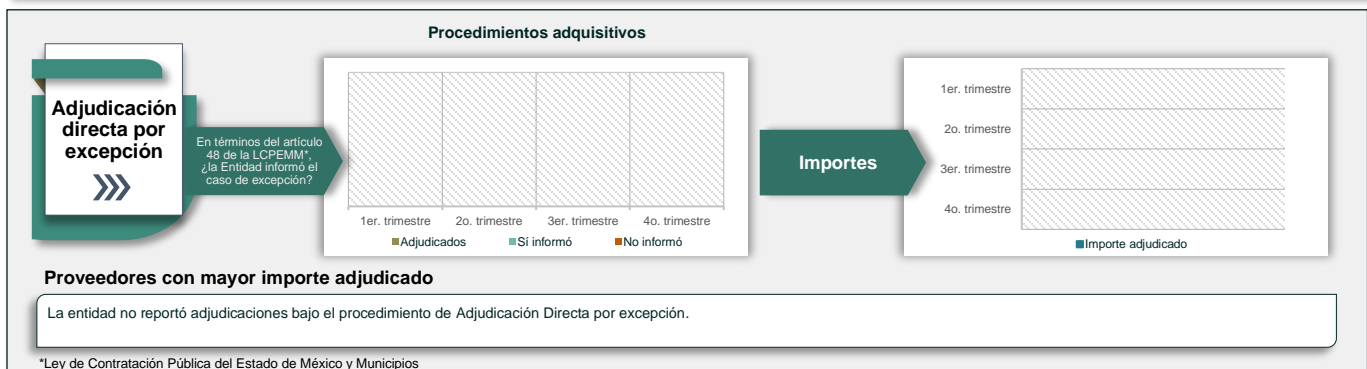 Procedimientos adquisitivos
Adjudicación
directa por
excepción
En términos del artículo
48 de la LCPEMM*,
¿la Entidad informó el
caso de excepción?
1er. trimestre
2o. trimestre
3er. trimestre
4o. trimestre
Adjudicados
Sí informó
No informó
Importes
1er. trimestre
2o. trimestre
3er. trimestre
4o. trimestre
Importe adjudicado
Proveedores con mayor importe adjudicado
La entidad no reportó adjudicaciones bajo el procedimiento de Adjudicación Directa por excepción.
*Ley de Contratación Pública del Estado de México y Municipios